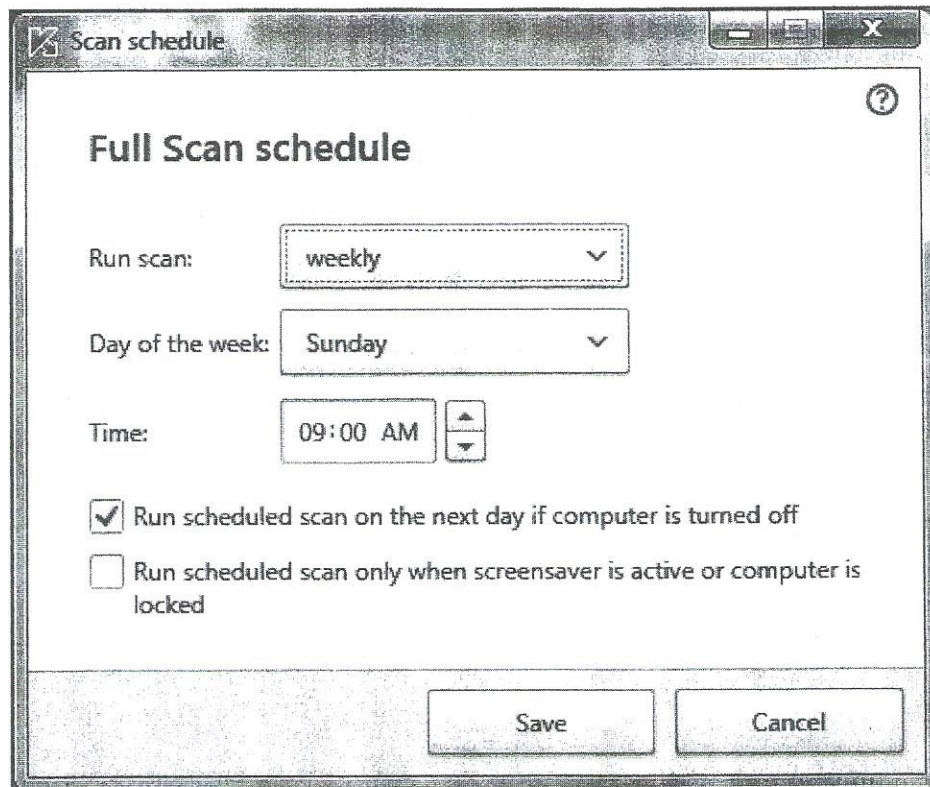 Scan schedule
Full Scan schedule
Run scan: weekly
Day of the week: Sunday
Time: 09:00 AM
Run scheduled scan on the next day if computer is turned off
Run scheduled scan only when screensaver is active or computer is
locked
Save Cancel